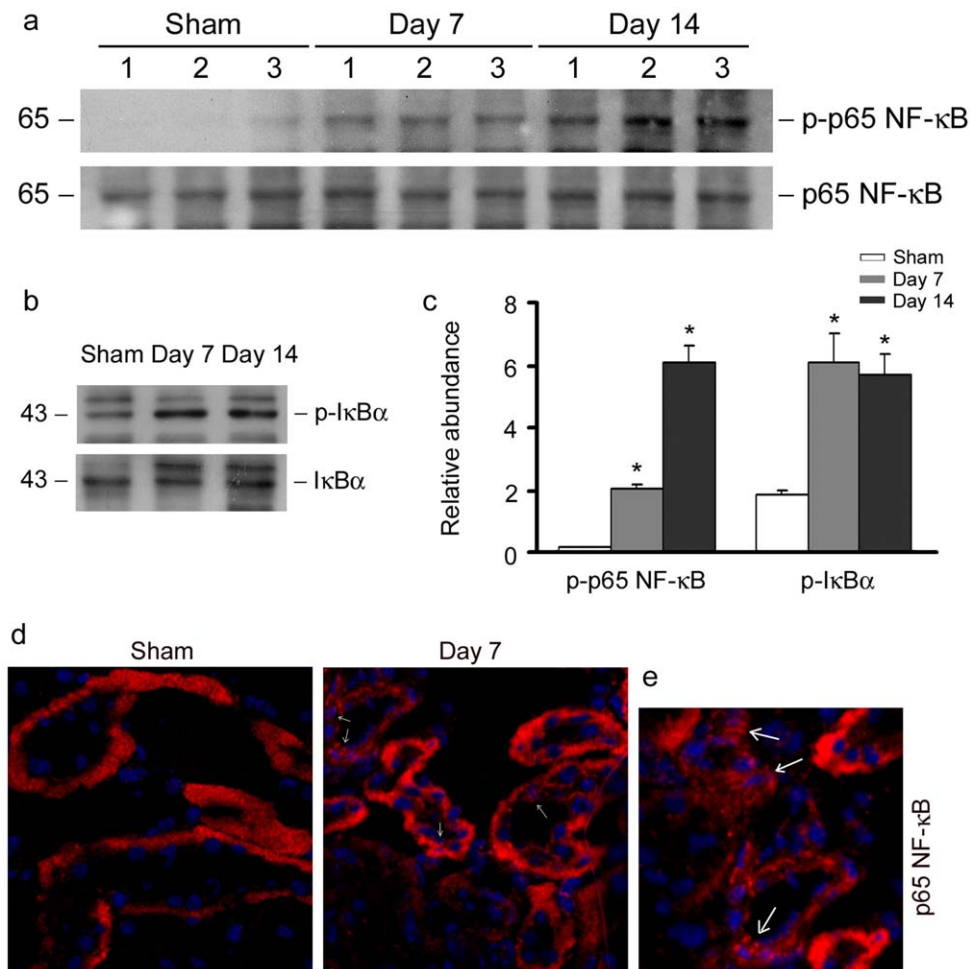 a
Sham Day 7 Day 14
1 2 3 1 2 3 1 2 3
65 – – p-p65 NF-κB
65 – – p65 NF-κB
b
Sham Day 7 Day 14
43 – – p-IκBα
43 – – IκBα
c
Sham
Day 7
Day 14
Relative abundance
8
6
4
2
0
* * * *
p-p65 NF-κB p-IκBα
d
Sham Day 7
e
p65 NF-κB